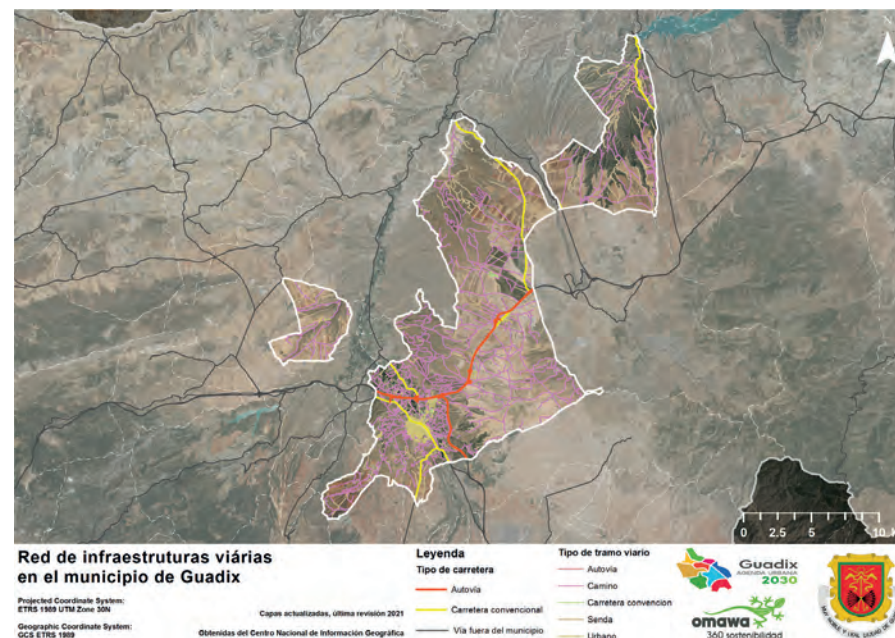 0 2.5 5 10 K
Red de infraestructuras viárias
en el municipio de Guadix
Projected Coordinate System:
ETRS 1989 UTM Zone 30N
Geographic Coordinate System:
GCS ETRS 1989
Capas actualizadas, última revisión 2021
Obtenidas del Centro Nacional de Información Geográfica
Leyenda
Tipo de carretera
Autovía
Carretera convencional
Vía fuera del municipio
Tipo de tramo viario
Autovía
Camino
Carretera convencion
Senda
Urbano
Guadix
AGENDA URBANA
2030
omawa
360 sostenibilidad